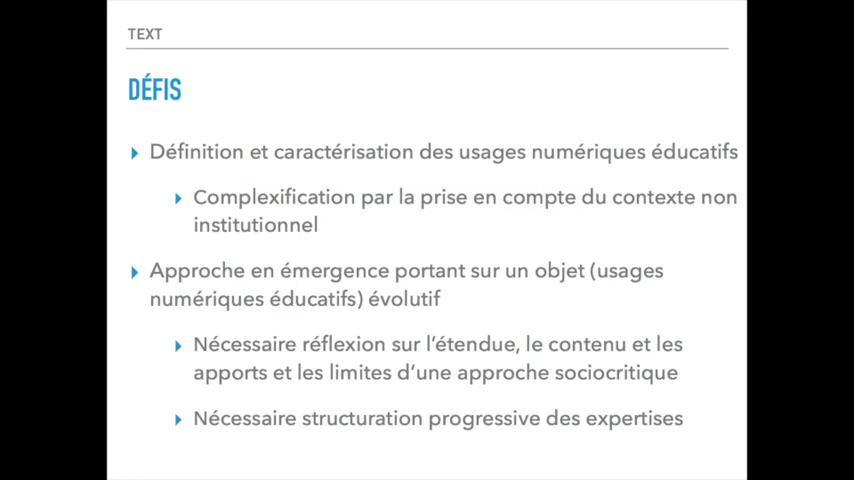 TEXT
DÉFIS
Définition et caractérisation des usages numériques éducatifs
Complexification par la prise en compte du contexte non
institutionnel
Approche en émergence portant sur un objet (usages
numériques éducatifs) évolutif
Nécessaire réflexion sur l’étendue, le contenu et les
apports et les limites d’une approche sociocritique
Nécessaire structuration progressive des expertises